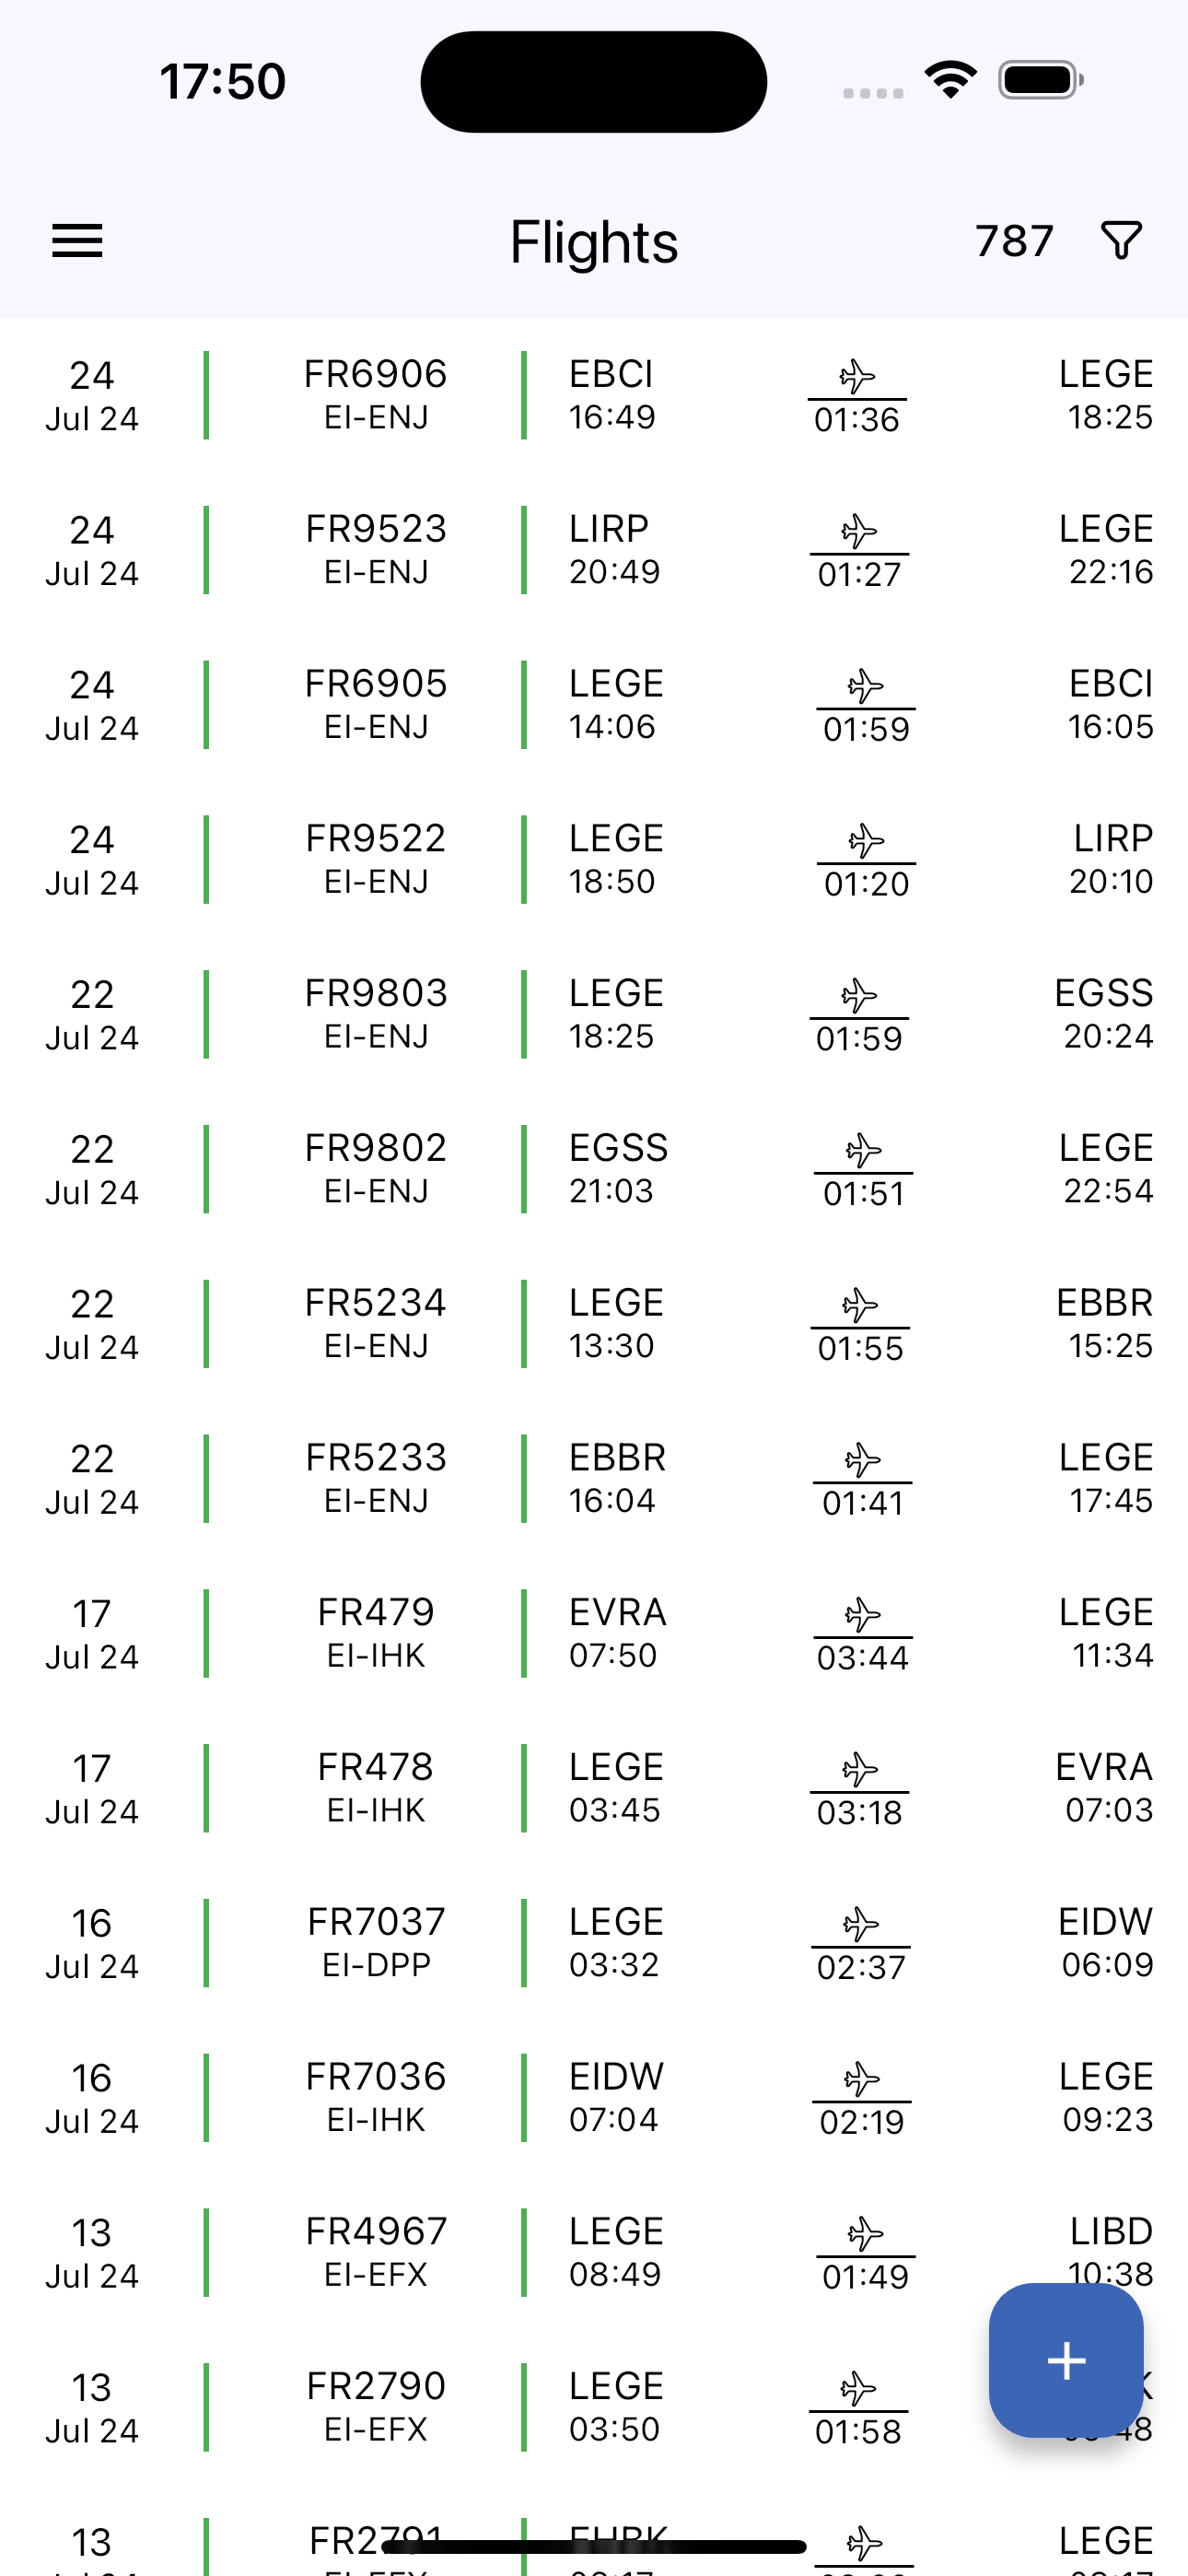 17:50
Flights 787
24 FR6906 EBCI LEGE
Jul 24 EI-ENJ 16:49 01:36 18:25
24 FR9523 LIRP LEGE
Jul 24 EI-ENJ 20:49 01:27 22:16
24 FR6905 LEGE EBCI
Jul 24 EI-ENJ 14:06 01:59 16:05
24 FR9522 LEGE LIRP
Jul 24 EI-ENJ 18:50 01:20 20:10
22 FR9803 LEGE EGSS
Jul 24 EI-ENJ 18:25 01:59 20:24
22 FR9802 EGSS LEGE
Jul 24 EI-ENJ 21:03 01:51 22:54
22 FR5234 LEGE EBBR
Jul 24 EI-ENJ 13:30 01:55 15:25
22 FR5233 EBBR LEGE
Jul 24 EI-ENJ 16:04 01:41 17:45
17 FR479 EVRA LEGE
Jul 24 EI-IHK 07:50 03:44 11:34
17 FR478 LEGE EVRA
Jul 24 EI-IHK 03:45 03:18 07:03
16 FR7037 LEGE EIDW
Jul 24 EI-DPP 03:32 02:37 06:09
16 FR7036 EIDW LEGE
Jul 24 EI-IHK 07:04 02:19 09:23
13 FR4967 LEGE LIBD
Jul 24 EI-EFX 08:49 01:49 10:38
13 FR2790 LEGE
Jul 24 EI-EFX 03:50 01:58
13 FR2791 LEGE